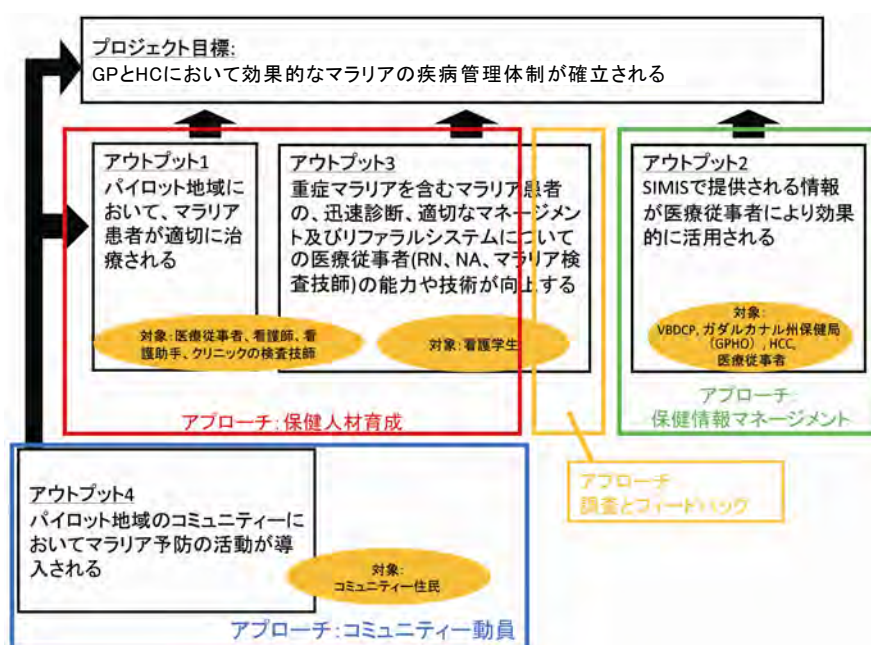 プロジェクト目標:
GPとHCにおいて効果的なマラリアの疾病管理体制が確立される
アウトプット1
パイロット地域に
おいて、マラリア
患者が適切に治
療される
対象:医療従事者、看護師、看
護助手、クリニックの検査技師
アウトプット3
重症マラリアを含むマラリア患者
の、迅速診断、適切なマネージメン
ト及びリファラルシステムについて
の医療従事者(RN、NA、マラリア検
査技師)の能力や技術が向上する
対象:看護学生
アプローチ:保健人材育成
アウトプット2
SIMISで提供される情報
が医療従事者により効果
的に活用される
対象:
VBDCP, ガダルカナル州保健局
(GPHO), HCC,
医療従事者
アプローチ:
保健情報マネージメント
アプローチ:
調査とフィードバック
アウトプット4
パイロット地域のコミュニティーに
おいてマラリア予防の活動が導
入される
対象:
コミュニティー住民
アプローチ:コミュニティー動員